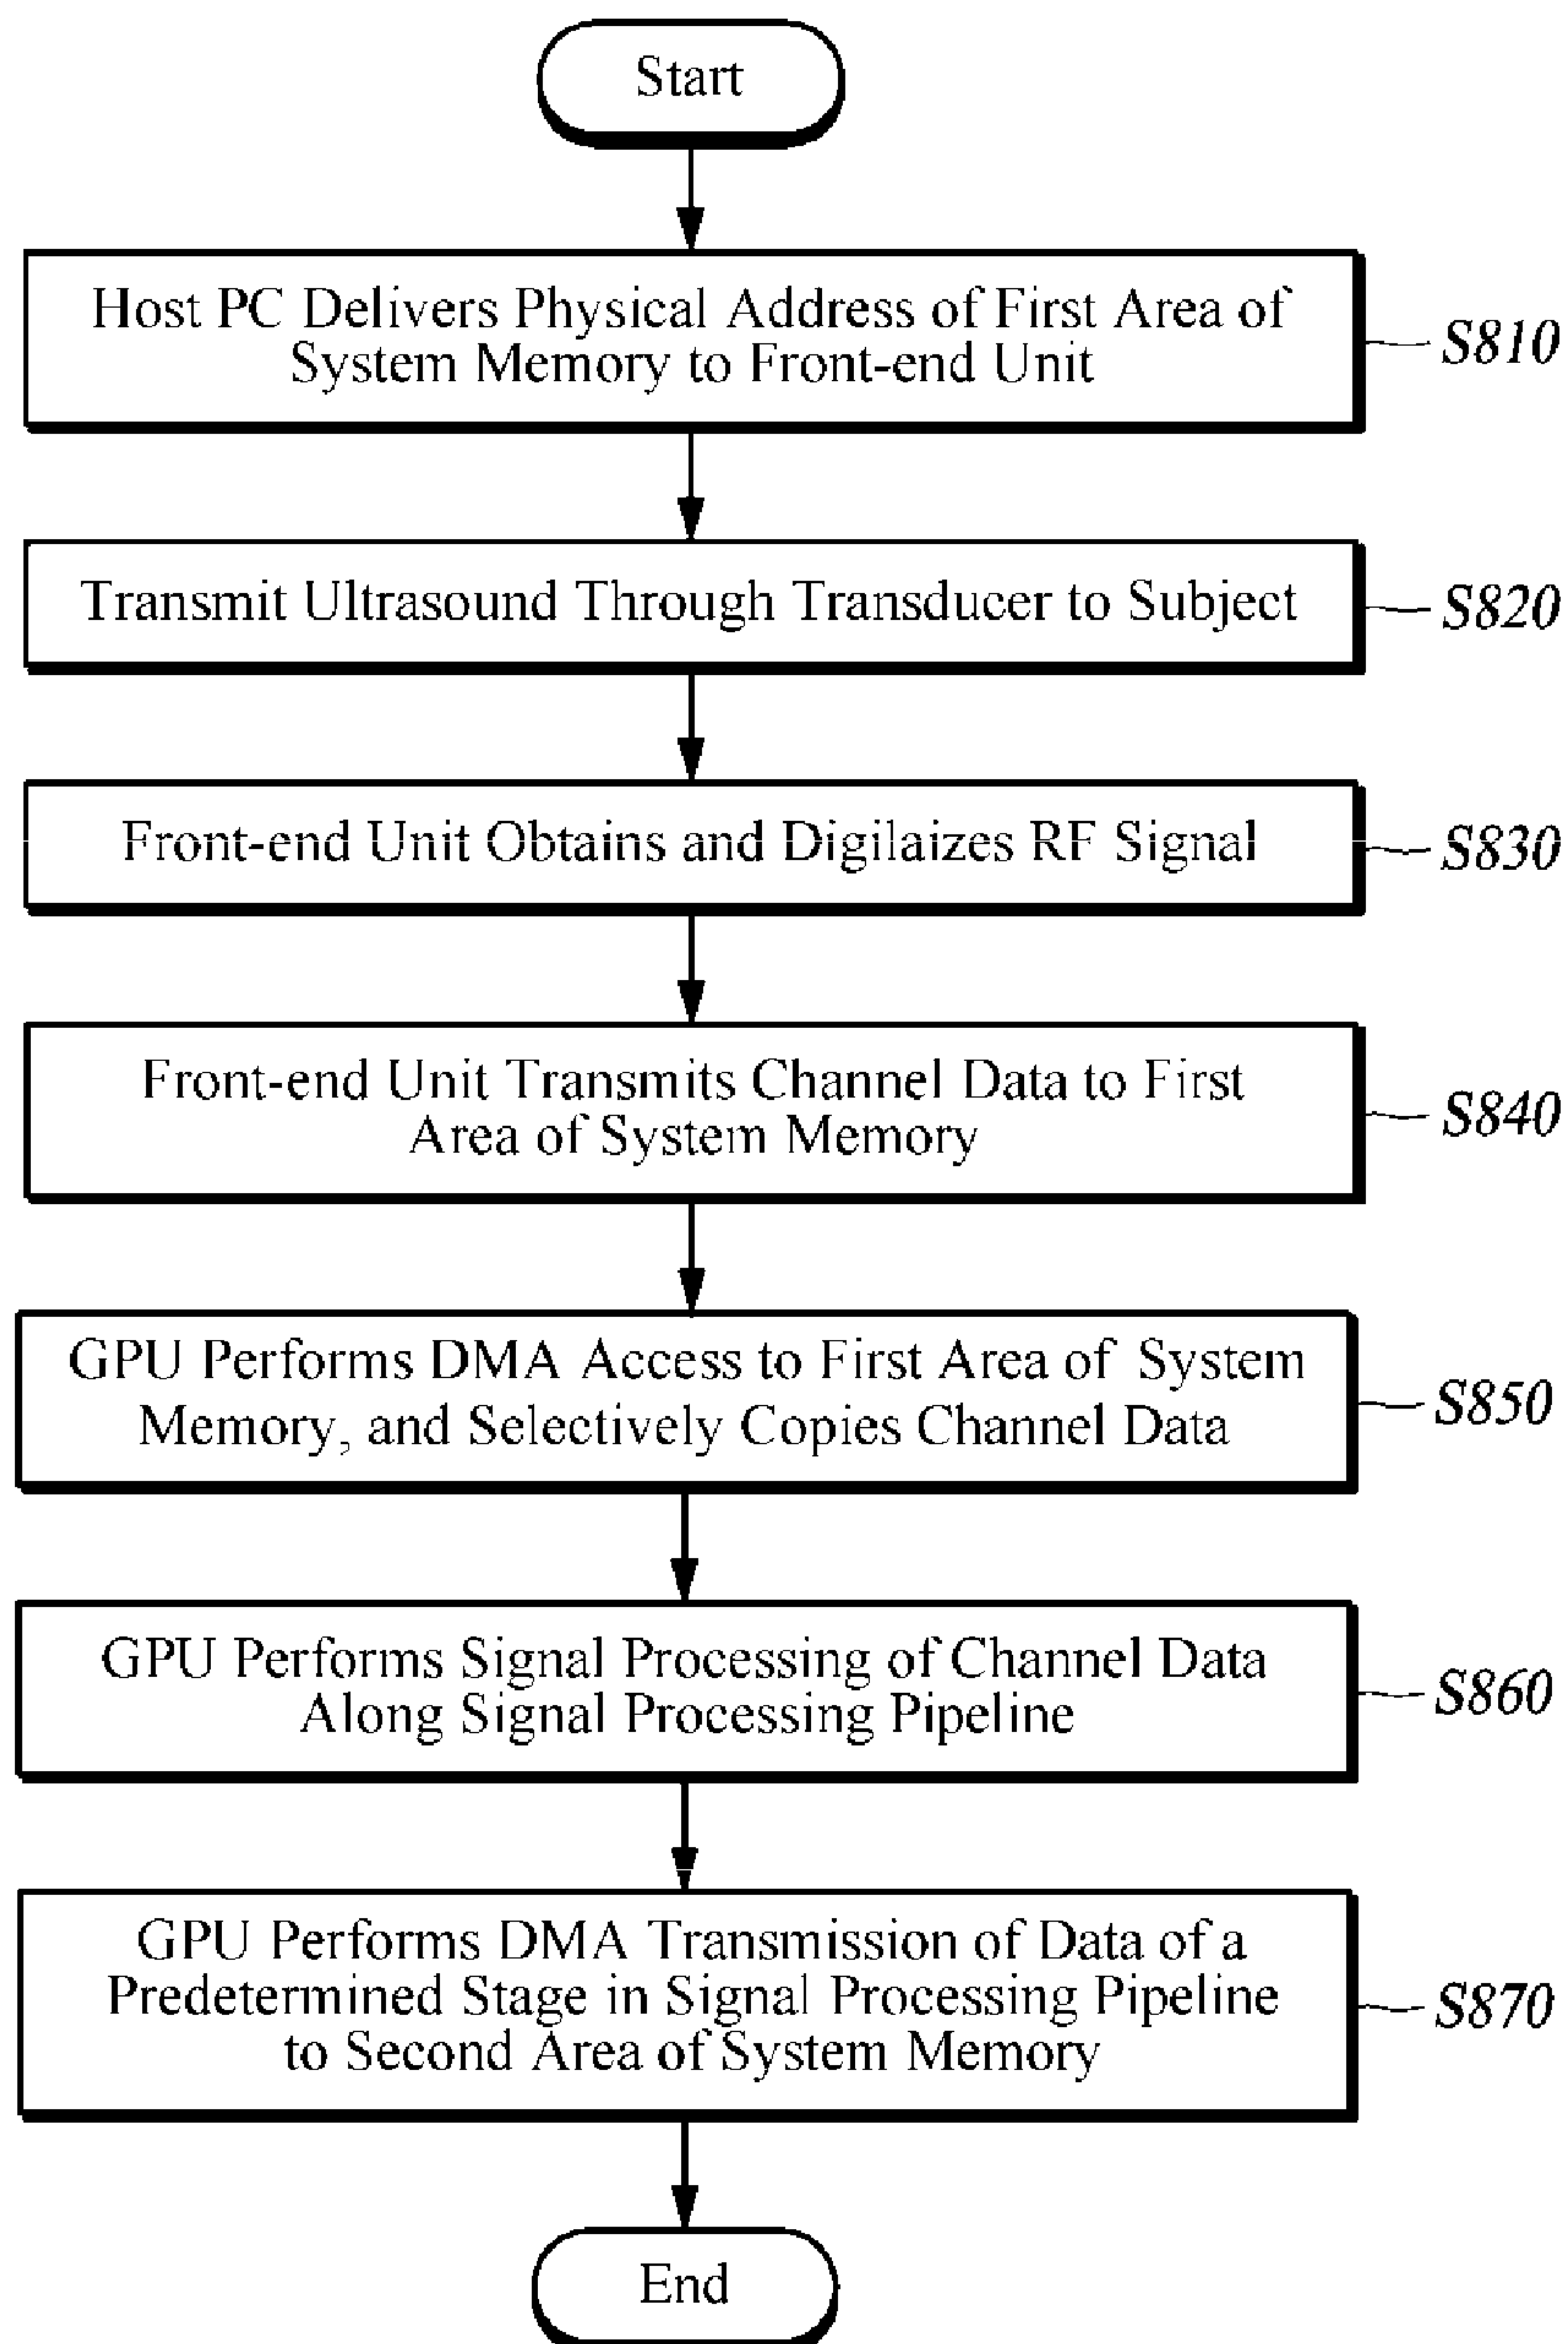 Start
Host PC Delivers Physical Address of First Area of
System Memory to Front-end Unit
S810
Transmit Ultrasound Through Transducer to Subject
S820
Front-end Unit Obtains and Digilaizes RF Signal
S830
Front-end Unit Transmits Channel Data to First
Area of System Memory
S840
GPU Performs DMA Access to First Area of System
Memory, and Selectively Copies Channel Data
S850
GPU Performs Signal Processing of Channel Data
Along Signal Processing Pipeline
S860
GPU Performs DMA Transmission of Data of a
Predetermined Stage in Signal Processing Pipeline
to Second Area of System Memory
S870
End